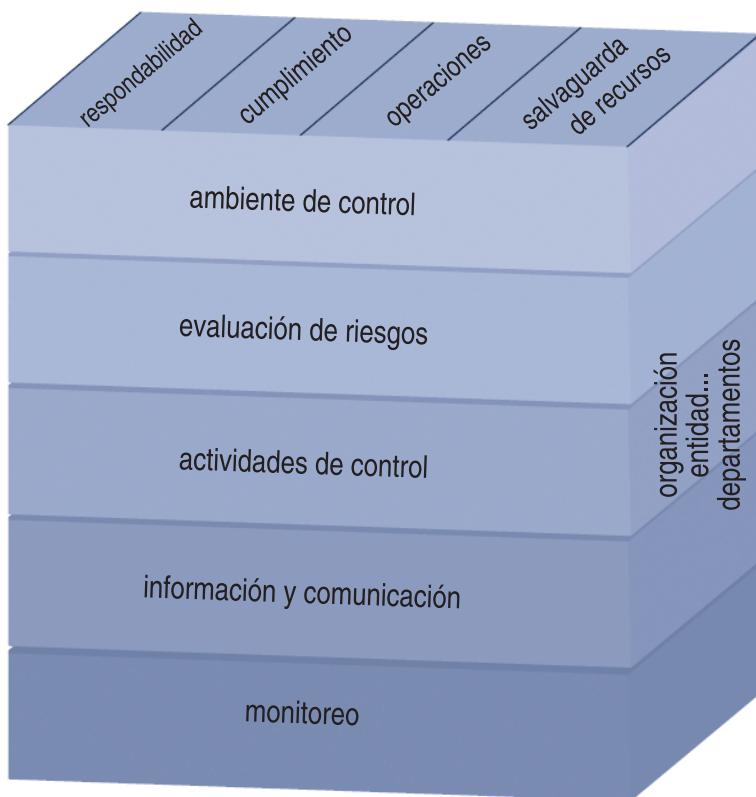 respondabilidad
cumplimiento
operaciones
salvaguarda
de recursos
ambiente de control
evaluación de riesgos
actividades de control
información y comunicación
monitoreo
organización
entidad...
departamentos